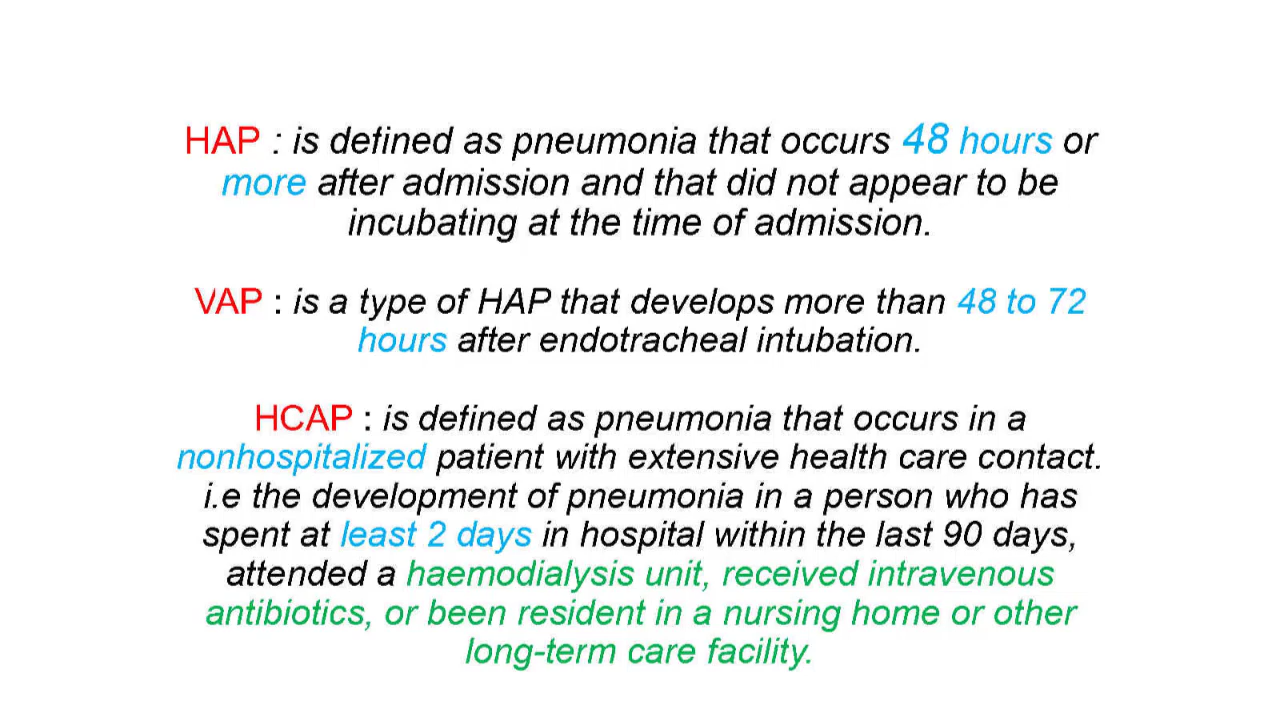 HAP : is defined as pneumonia that occurs 48 hours or
more after admission and that did not appear to be
incubating at the time of admission.
VAP : is a type of HAP that develops more than 48 to 72
hours after endotracheal intubation.
HCAP : is defined as pneumonia that occurs in a
nonhospitalized patient with extensive health care contact.
i.e the development of pneumonia in a person who has
spent at least 2 days in hospital within the last 90 days,
attended a haemodialysis unit, received intravenous
antibiotics, or been resident in a nursing home or other
long-term care facility.